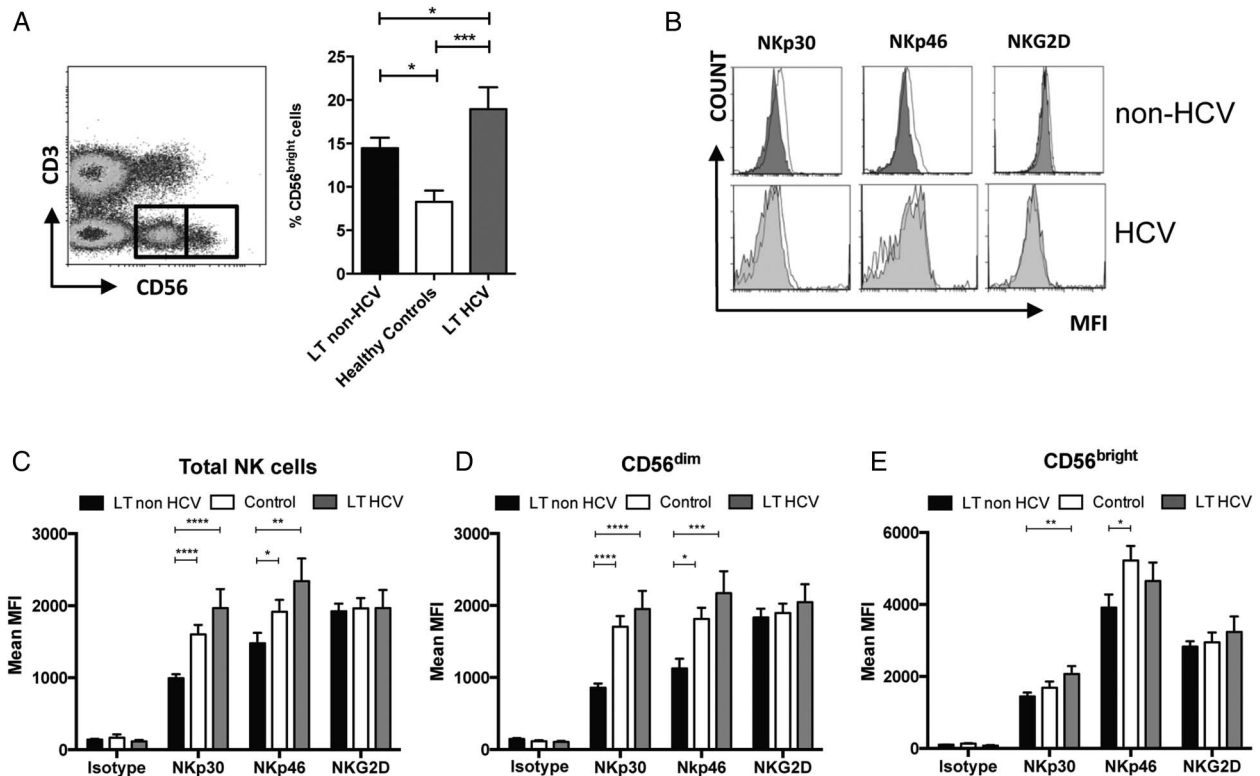 A
CD3
CD56
*
***
*
% CD56bright cells
25
20
15
10
5
0
LT non-HCV
Healthy Controls
LT HCV
B
NKp30 NKp46 NKG2D
COUNT
non-HCV
HCV
MFI
C
Total NK cells
LT non HCV Control LT HCV
Mean MFI
3000
2000
1000
0
****
****
**
*
Isotype NKp30 NKp46 NKG2D
D
CD56dim
LT non HCV Control LT HCV
Mean MFI
3000
2000
1000
0
****
****
***
*
Isotype NKp30 Nkp46 NKG2D
E
CD56bright
LT non HCV Control LT HCV
Mean MFI
6000
4000
2000
0
**
*
Isotype NKp30 NKp46 NKG2D